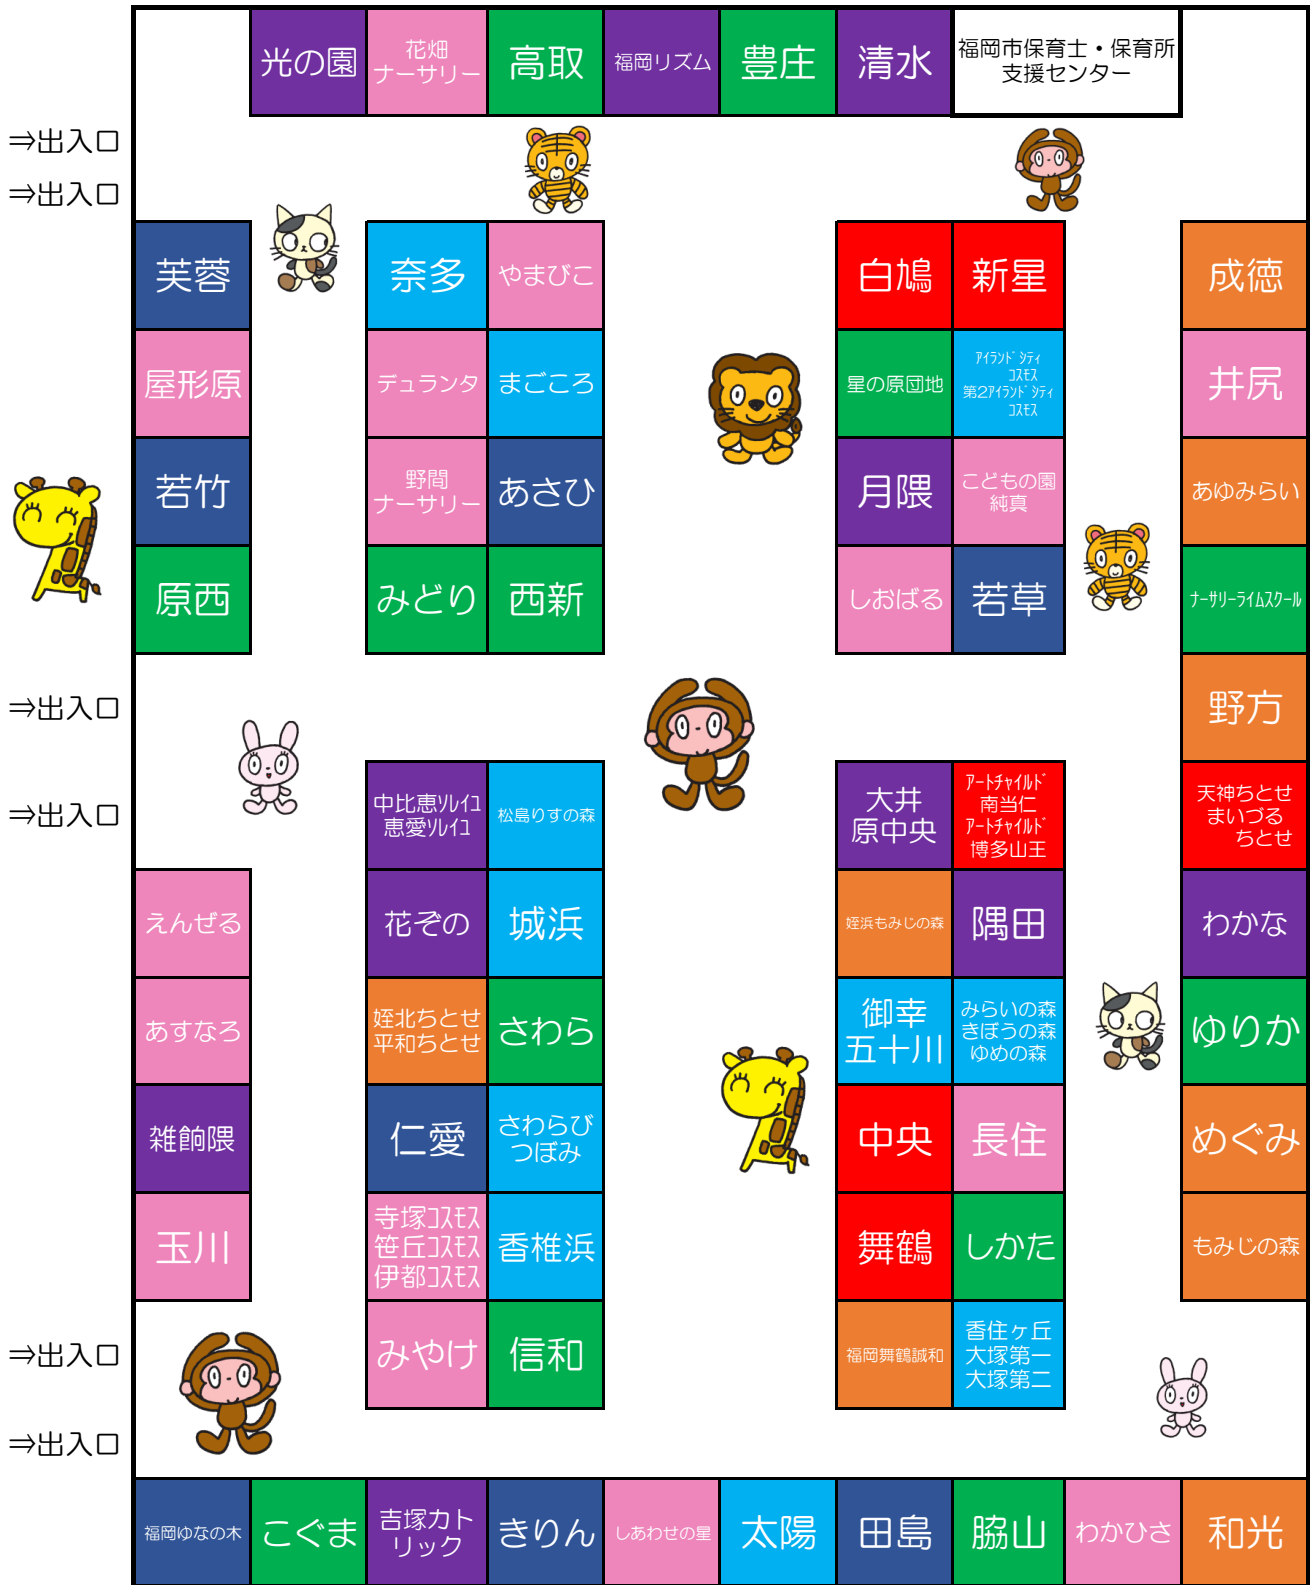 光の園
花畑
ナーサリー
高取
福岡リズム
豊庄
清水
福岡市保育士・保育所
支援センター
⇒出入口
⇒出入口
芙蓉
奈多
やまびこ
白鳩
新星
成徳
屋形原
デュランタ
まごころ
星の原団地
ｱｲﾗﾝﾄﾞｼﾃｨ
ｺｽﾓｽ
第2ｱｲﾗﾝﾄﾞｼﾃｨ
ｺｽﾓｽ
井尻
若竹
野間
ナーサリー
あさひ
月隈
こどもの園
純真
あゆみらい
原西
みどり
西新
しおばる
若草
ﾅｰｻﾘｰﾗｲﾑｽｸｰﾙ
⇒出入口
野方
⇒出入口
中比恵ｿﾚｲﾕ
恵愛ｿﾚｲﾕ
松島りすの森
大井
原中央
ｱｰﾄﾁｬｲﾙﾄﾞ
南当仁
ｱｰﾄﾁｬｲﾙﾄﾞ
博多山王
天神ちとせ
まいづる
ちとせ
えんぜる
花ぞの
城浜
姪浜もみじの森
隅田
わかな
あすなろ
姪北ちとせ
平和ちとせ
さわら
御幸
五十川
みらいの森
きぼうの森
ゆめの森
ゆりか
雑餉隈
仁愛
さわらび
つぼみ
中央
長住
めぐみ
玉川
寺塚ｺｽﾓｽ
笹丘ｺｽﾓｽ
伊都ｺｽﾓｽ
香椎浜
舞鶴
しかた
もみじの森
⇒出入口
みやけ
信和
福岡舞鶴誠和
香住ヶ丘
大塚第一
大塚第二
⇒出入口
福岡ゆなの木
こぐま
吉塚カト
リック
きりん
しあわせの星
太陽
田島
脇山
わかひさ
和光